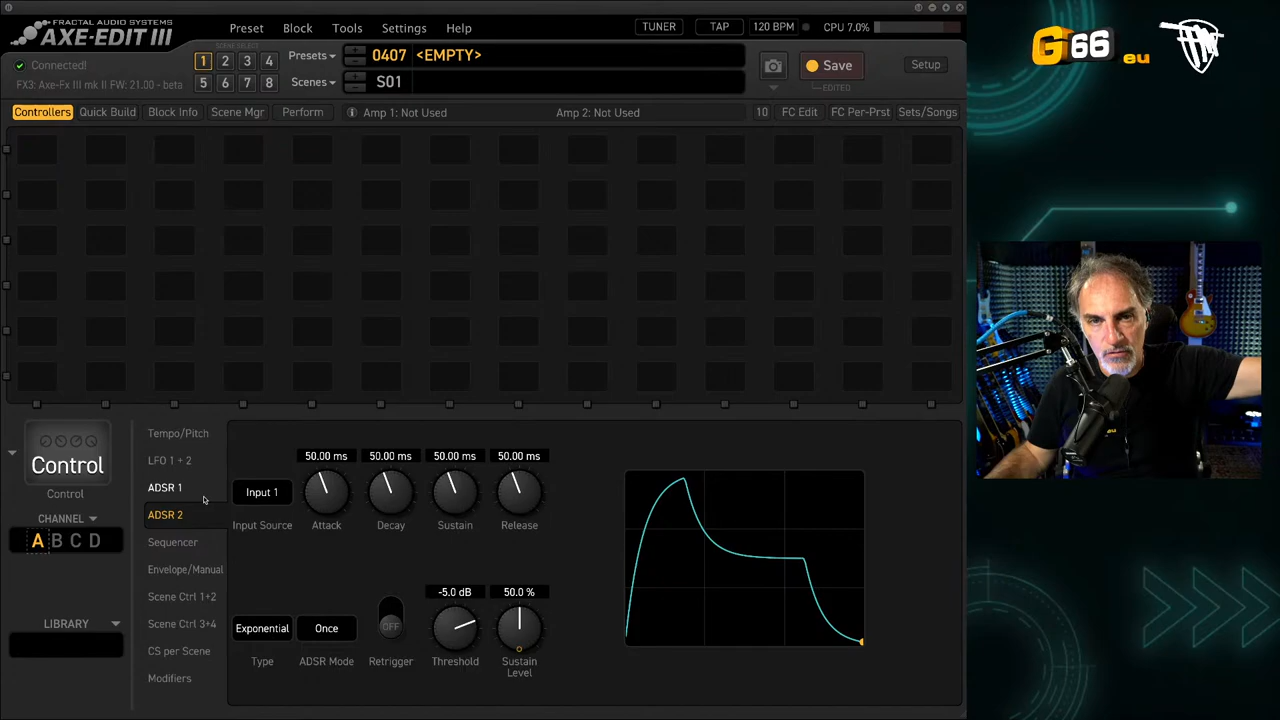 FRACTAL AUDIO SYSTEMS
AXE-EDIT III
Preset
Block
Tools
Settings
Help
TUNER
TAP
120 BPM
CPU 7.0%
Connected!
FX3: Axe-Fx III mk II FW: 21.00 - beta
SCENE SELECT
1 2 3 4
5 6 7 8
Presets
0407 <EMPTY>
Scenes
S01
Save
EDITED
Setup
Controllers
Quick Build
Block Info
Scene Mgr
Perform
Amp 1: Not Used
Amp 2: Not Used
10
FC Edit
FC Per-Prst
Sets/Songs
Control
Control
CHANNEL
A B C D
LIBRARY
Tempo/Pitch
LFO 1 + 2
ADSR 1
ADSR 2
Sequencer
Envelope/Manual
Scene Ctrl 1+2
Scene Ctrl 3+4
CS per Scene
Modifiers
50.00 ms 50.00 ms 50.00 ms 50.00 ms
Input 1
Input Source Attack Decay Sustain Release
-5.0 dB 50.0 %
Exponential Once OFF
Type ADSR Mode Retrigger Threshold Sustain
Level
G66
eu